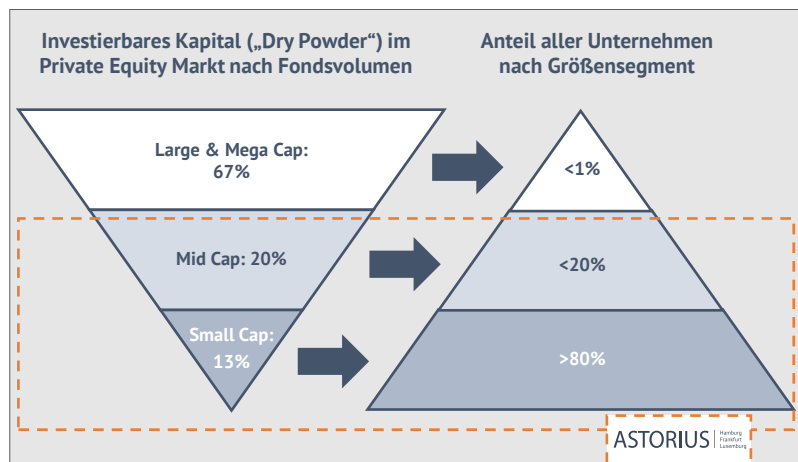 Investierbares Kapital („Dry Powder“) im
Private Equity Markt nach Fondsvolumen
Anteil aller Unternehmen
nach Größensegment
Large & Mega Cap:
67%
<1%
Mid Cap: 20%
<20%
Small Cap:
13%
>80%
ASTORIUS
Hamburg
Frankfurt
Luxemburg